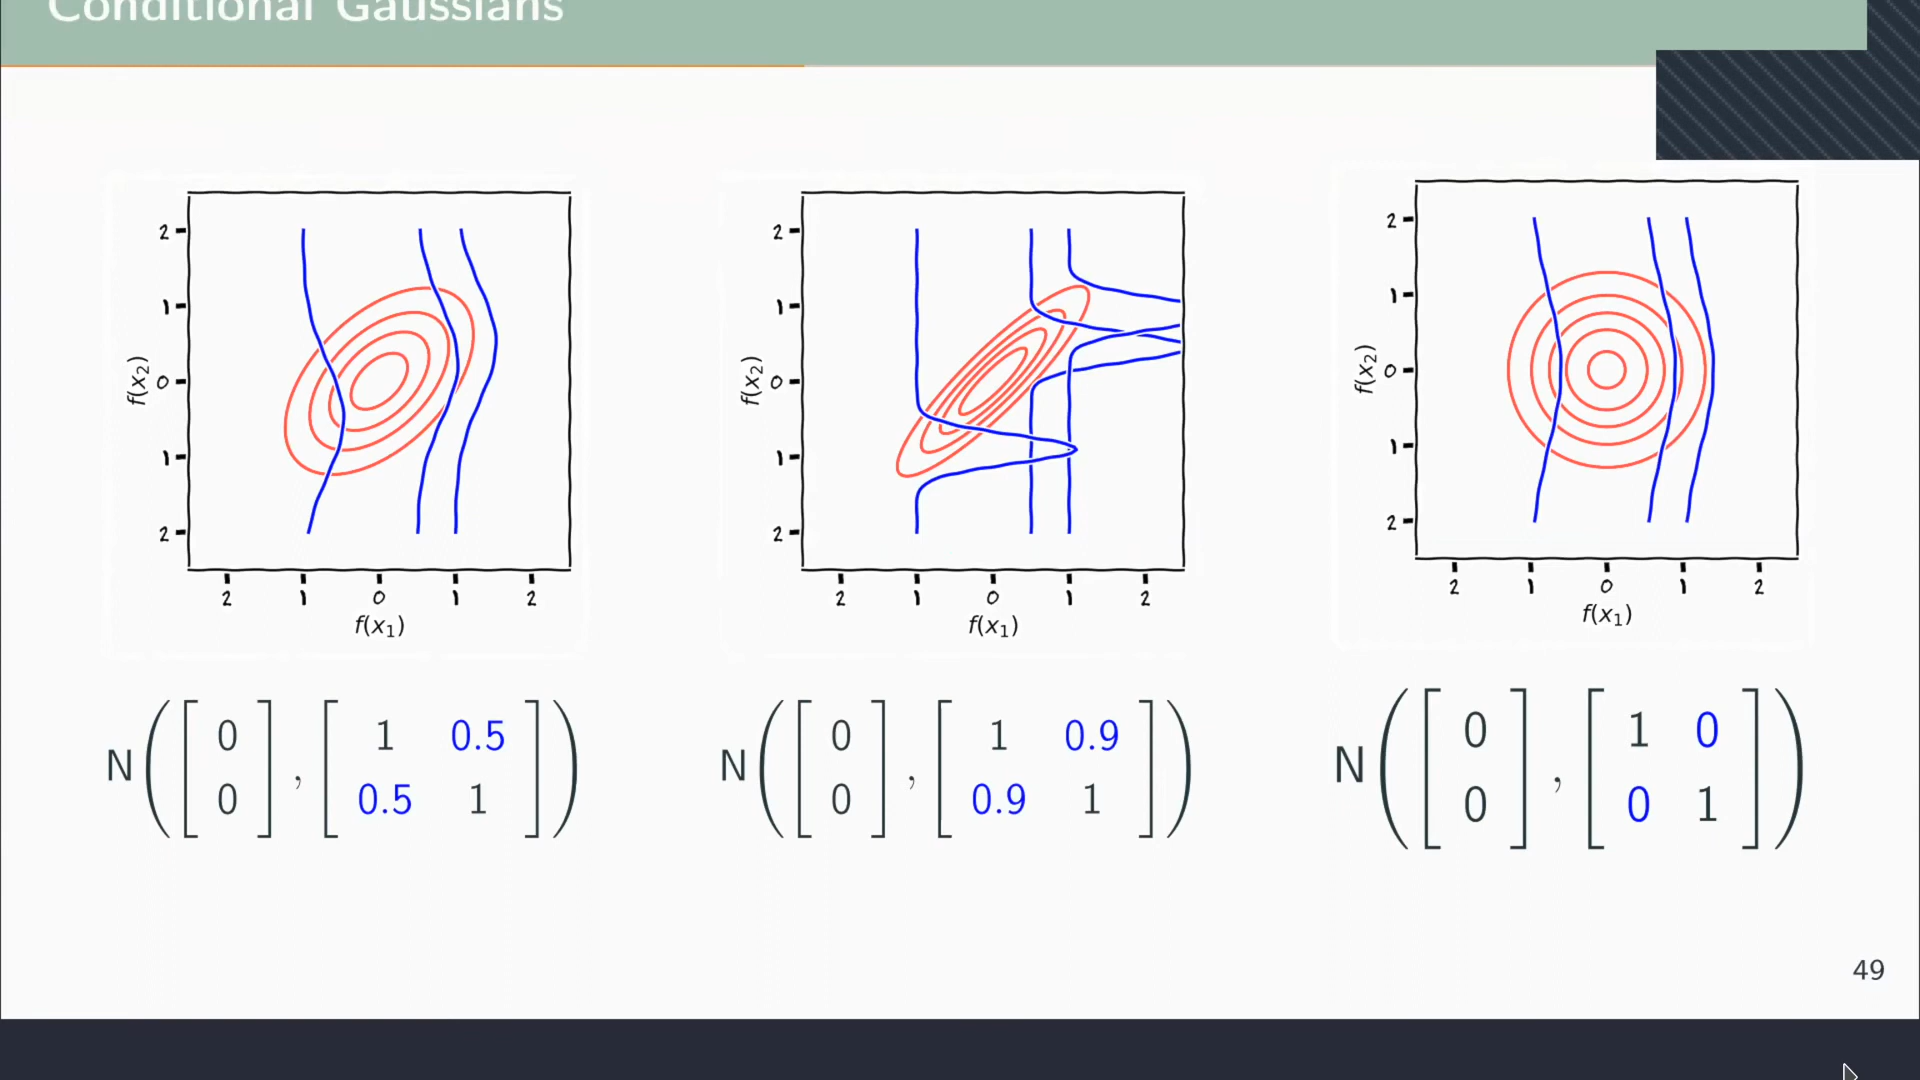 Conditional Gaussians
2
1
0
1
2
f(x₂)
2 1 0 1 2
f(x₁)
N([0 0], [1 0.5 0.5 1])
2
1
0
1
2
f(x₂)
2 1 0 1 2
f(x₁)
N([0 0], [1 0.9 0.9 1])
2
1
0
1
2
f(x₂)
2 1 0 1 2
f(x₁)
N([0 0], [1 0 0 1])
49